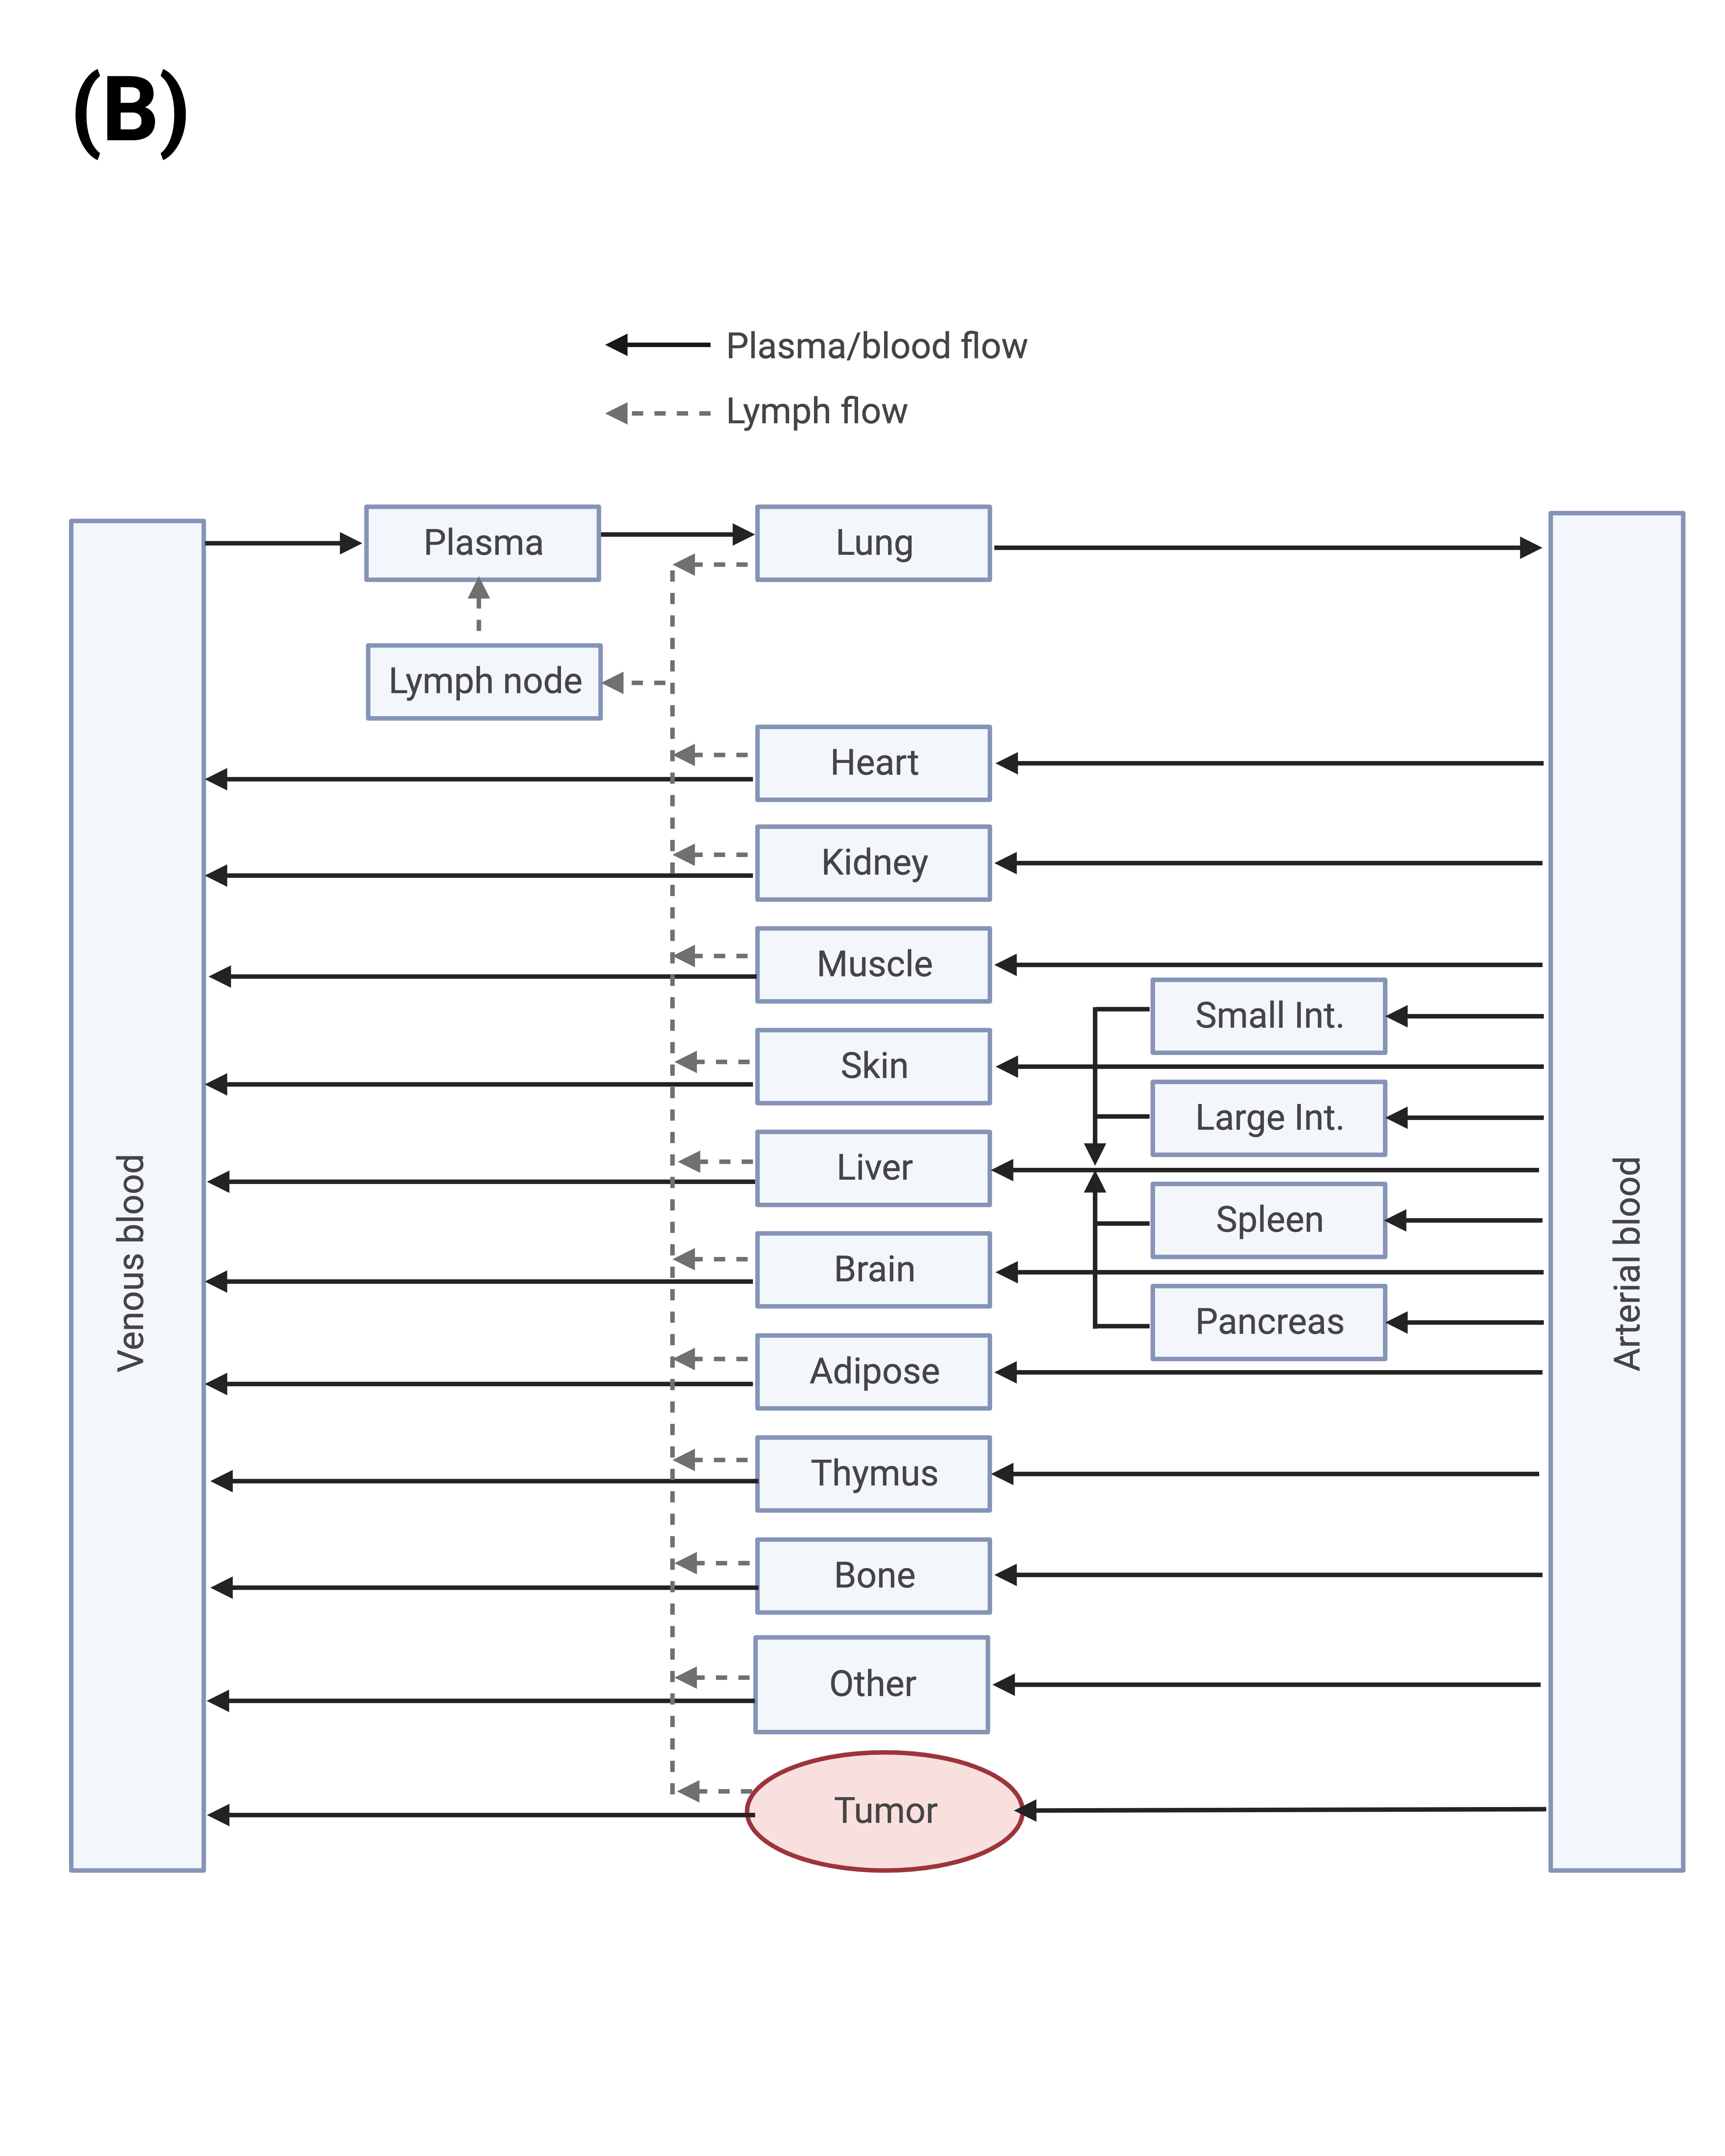 (B)
Plasma/blood flow
Lymph flow
Plasma
Lung
Lymph node
Heart
Kidney
Muscle
Small Int.
Skin
Large Int.
Liver
Spleen
Brain
Pancreas
Adipose
Thymus
Bone
Other
Tumor
Venous blood
Arterial blood